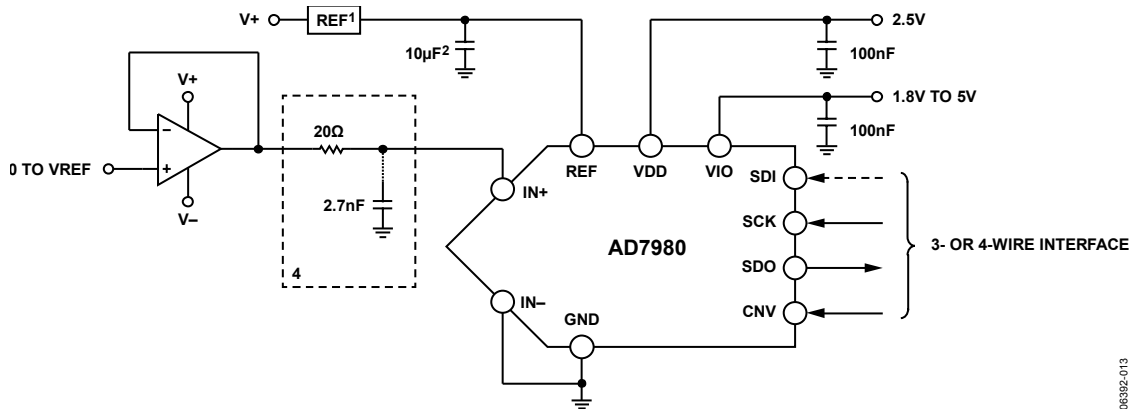 V+ REF1
10µF2
2.5V
100nF
1.8V TO 5V
100nF
V+
20Ω
–
+
0 TO VREF
V–
2.7nF
4
REF VDD VIO
IN+
SDI
SCK
AD7980
SDO
3- OR 4-WIRE INTERFACE
IN–
GND
CNV
06392-013